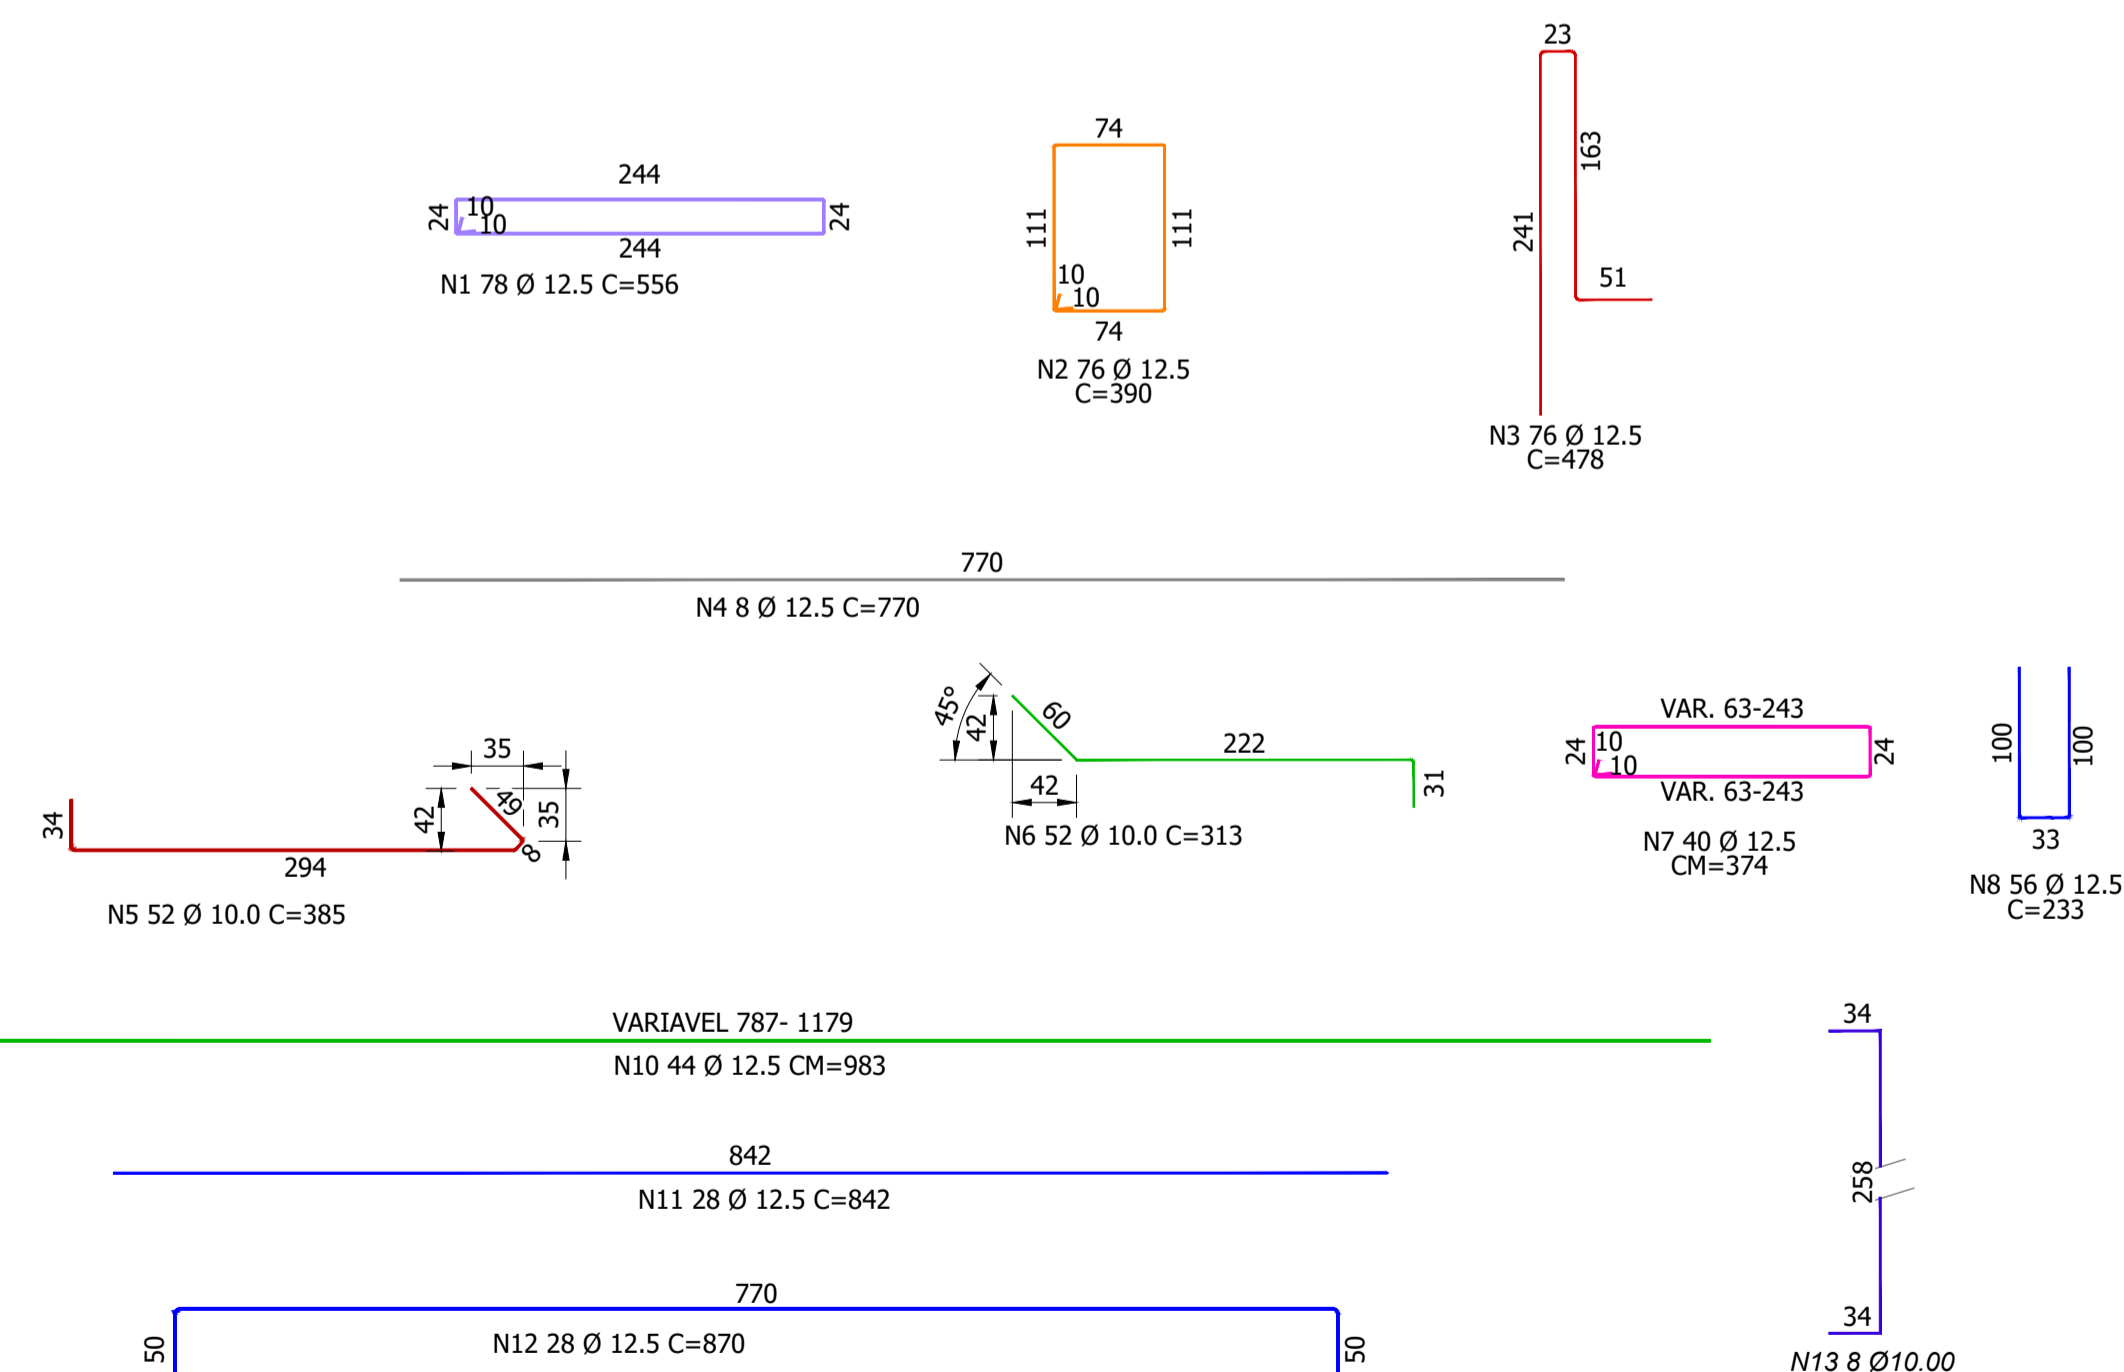 244
24
10
10
24
244
N1 78 Ø 12.5 C=556
74
111
111
10
10
74
N2 76 Ø 12.5
C=390
23
163
241
51
N3 76 Ø 12.5
C=478
770
N4 8 Ø 12.5 C=770
35
34
42
49
35
8
294
N5 52 Ø 10.0 C=385
45°
42
60
222
42
31
N6 52 Ø 10.0 C=313
VAR. 63-243
24
10
10
24
VAR. 63-243
N7 40 Ø 12.5
CM=374
100
100
33
N8 56 Ø 12.5
C=233
VARIAVEL 787- 1179
N10 44 Ø 12.5 CM=983
842
N11 28 Ø 12.5 C=842
770
50
50
N12 28 Ø 12.5 C=870
34
258
34
N13 8 Ø10.00